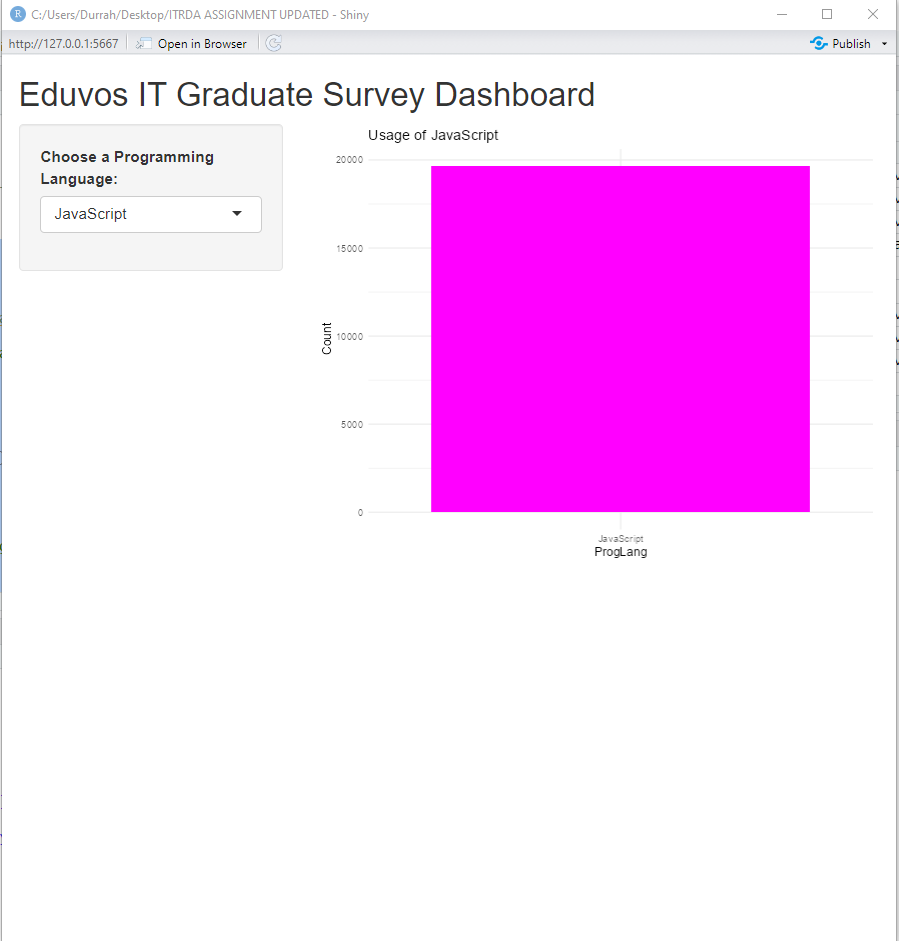 R C:/Users/Durrah/Desktop/ITRDA ASSIGNMENT UPDATED - Shiny
http://127.0.0.1:5667 Open in Browser Publish
Eduvos IT Graduate Survey Dashboard
Choose a Programming
Language:
JavaScript
Usage of JavaScript
20000
15000
10000
5000
0
Count
JavaScript
ProgLang